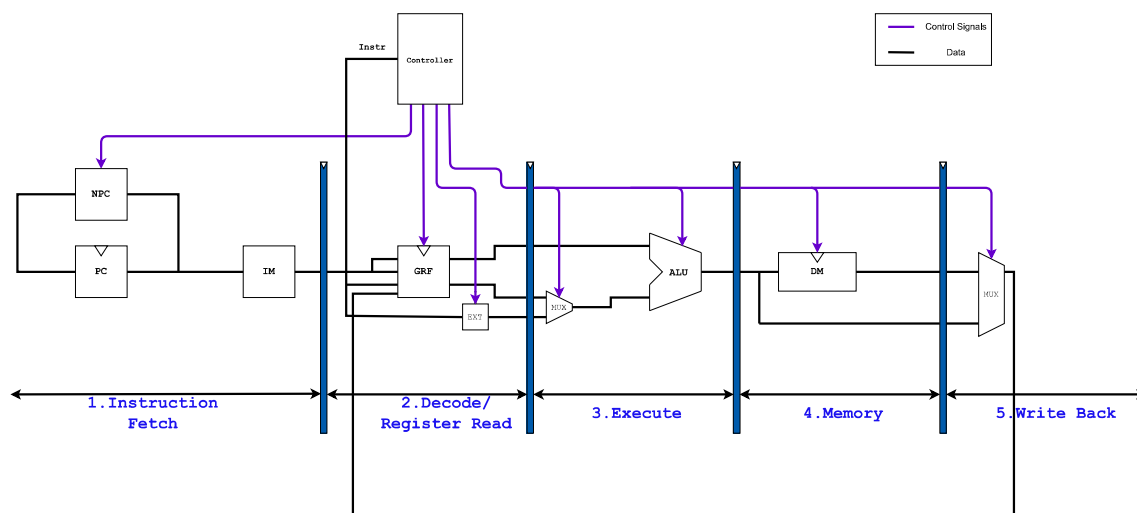 Control Signals
Data
Instr
Controller
NPC
PC
IM
GRF
EXT
MUX
ALU
DM
MUX
1.Instruction
Fetch
2.Decode/
Register Read
3.Execute
4.Memory
5.Write Back